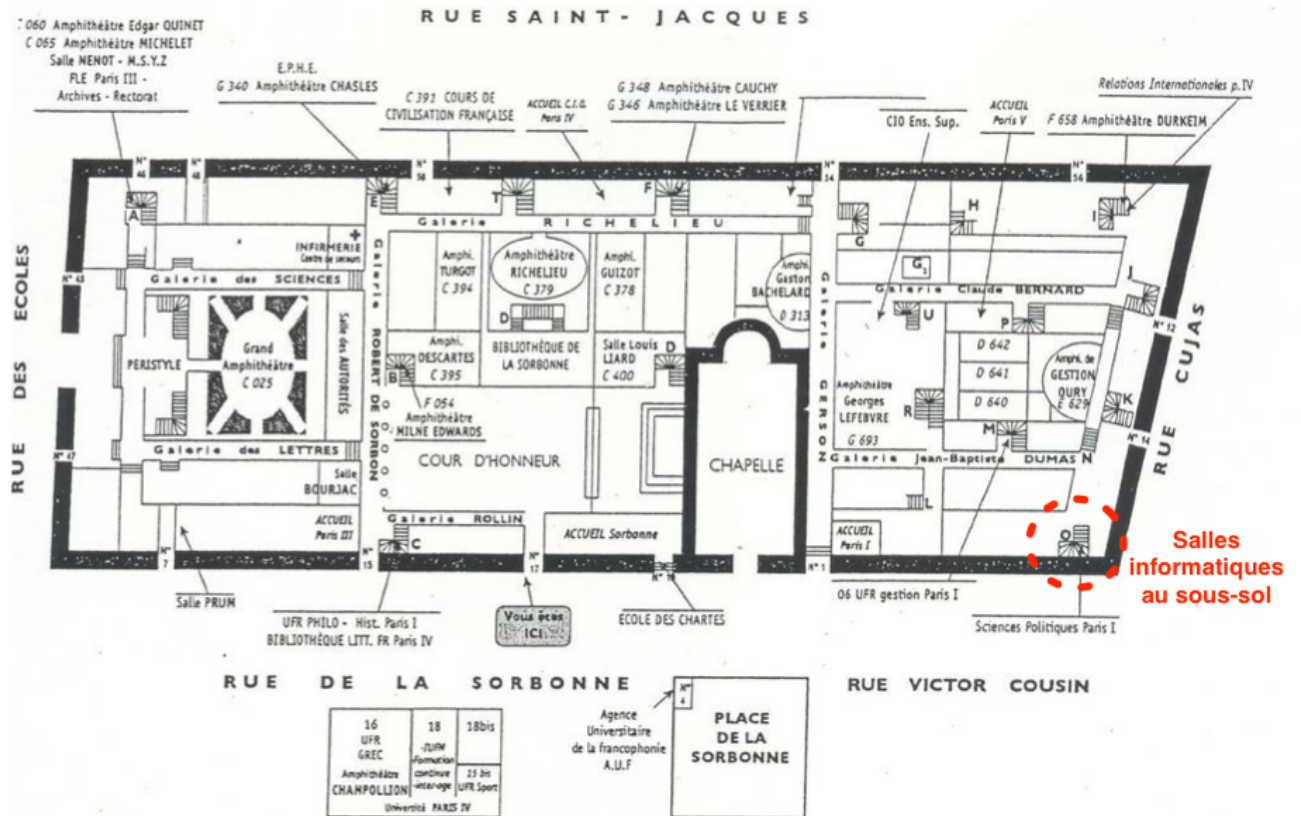 RUE SAINT- JACQUES
060 Amphithéâtre Edgar QUINET
C 065 Amphithéâtre MICHELET
Salle NENOT - M.S.Y.Z
FLE Paris III -
Archives - Rectorat
E.P.H.E.
G 340 Amphithéâtre CHASLES
C 391 COURS DE
CIVILISATION FRANÇAISE
ACCUEIL C.I.O.
Paris IV
G 348 Amphithéâtre CAUCHY
G 346 Amphithéâtre LE VERRIER
CIO Ens. Sup.
ACCUEIL
Paris V
Relations Internationales p.IV
F 658 Amphithéâtre DURKEIM
N° 46
N° 48
N° 50
N° 54
N° 56
A
E
T
F
G
H
I
Galerie RICHELIEU
INFIRMERIE
Centre de secours
Galerie des SCIENCES
N° 45
RUE DES ECOLES
PERISTYLE
Grand
Amphithéâtre
C 025
Salle des AUTORITÉS
Galerie ROBERT DE SORBON
Amphi.
TURGOT
C 394
Amphithéâtre
RICHELIEU
C 379
Amphi.
GUIZOT
C 378
Amphi.
Gaston
BACHELARD
D 313
Galerie GERSON
G1
Galerie Claude BERNARD
J
N° 12
U
P
D
BIBLIOTHÈQUE DE
LA SORBONNE
Amphi.
DESCARTES
C 395
Salle Louis
LIARD
C 400
D
B
F 054
Amphithéâtre
MILNE EDWARDS
D 642
D 641
D 640
Amphi. de
GESTION
OURY
E 629
K
RUE CUJAS
Amphithéâtre
Georges
LEFEBVRE
G 693
R
M
N
N° 14
N° 47
Galerie des LETTRES
COUR D'HONNEUR
CHAPELLE
Galerie Jean-Baptiste DUMAS
Salle
BOURJAC
ACCUEIL
Paris III
Galerie ROLLIN
C
ACCUEIL Sorbonne
ACCUEIL
Paris I
L
O
Salles
informatiques
au sous-sol
N° 7
N° 15
N° 17
N° 1
Salle PRUM
UFR PHILO - Hist. Paris I
BIBLIOTHÈQUE LITT. FR Paris IV
Vous êtes
ICI
ECOLE DES CHARTES
06 UFR gestion Paris I
Sciences Politiques Paris I
RUE DE LA SORBONNE
RUE VICTOR COUSIN
16
UFR
GREC
Amphithéâtre
CHAMPOLLION
18
-IUFM
-Formation
continue
-inter-age
18bis
15 bis
UFR Sport
Université PARIS IV
Agence
Universitaire
de la francophonie
A.U.F
PLACE
DE LA
SORBONNE